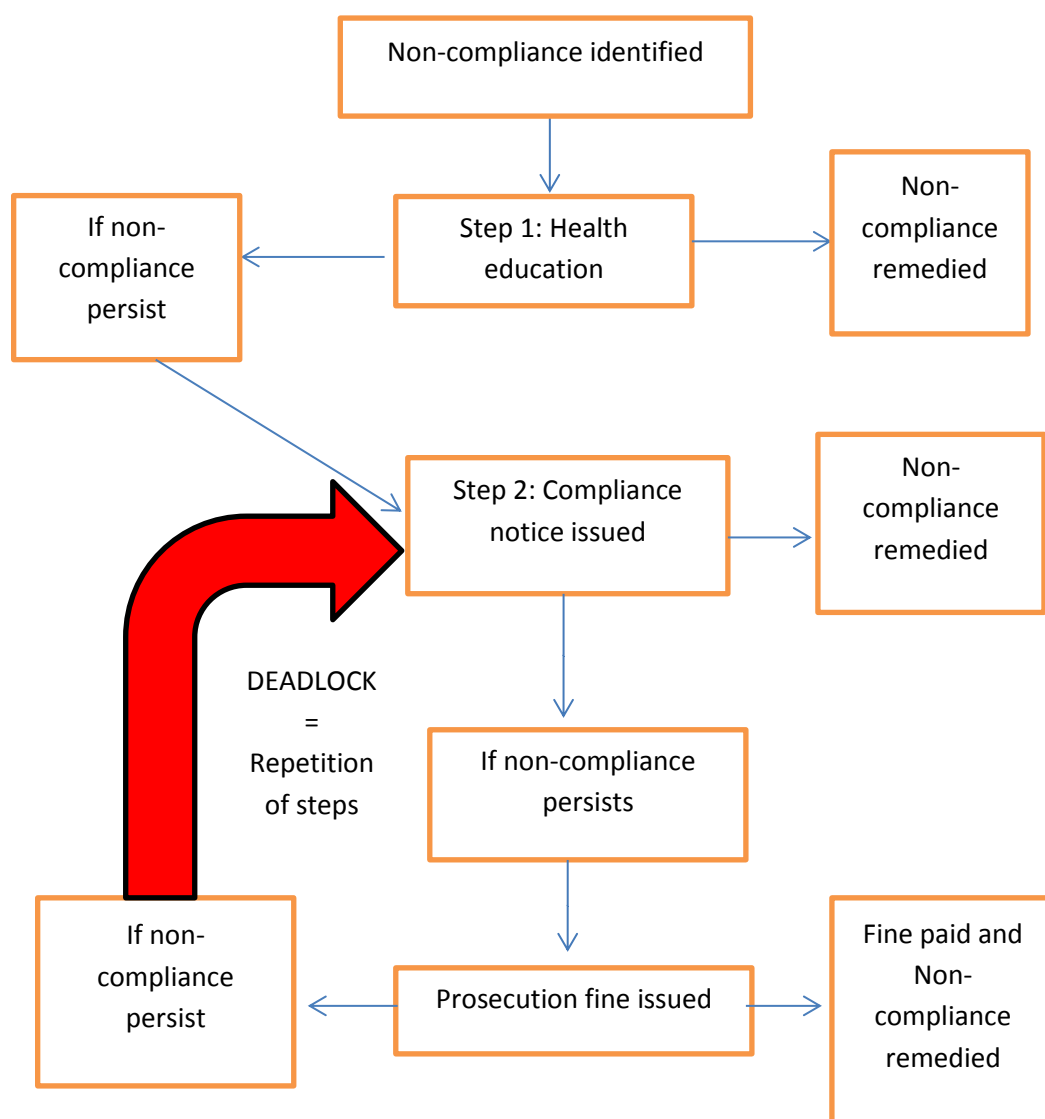 Non-compliance identified
Step 1: Health
education
Non-
compliance
remedied
If non-
compliance
persist
Step 2: Compliance
notice issued
Non-
compliance
remedied
DEADLOCK
=
Repetition
of steps
If non-compliance
persists
If non-
compliance
persist
Prosecution fine issued
Fine paid and
Non-
compliance
remedied